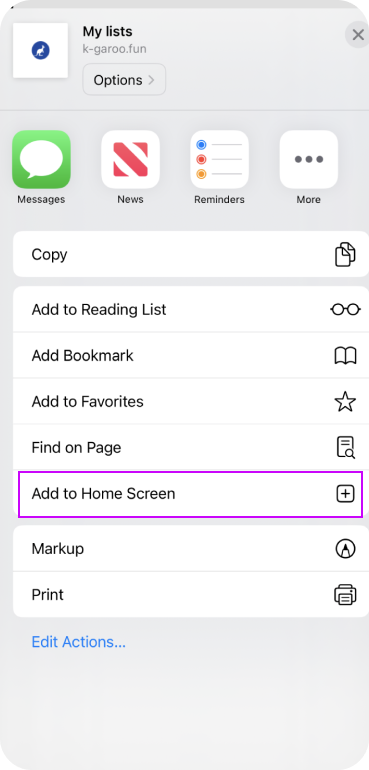 My lists
k-garoo.fun
Options
Messages
News
Reminders
More
Copy
Add to Reading List
Add Bookmark
Add to Favorites
Find on Page
Add to Home Screen
Markup
Print
Edit Actions...